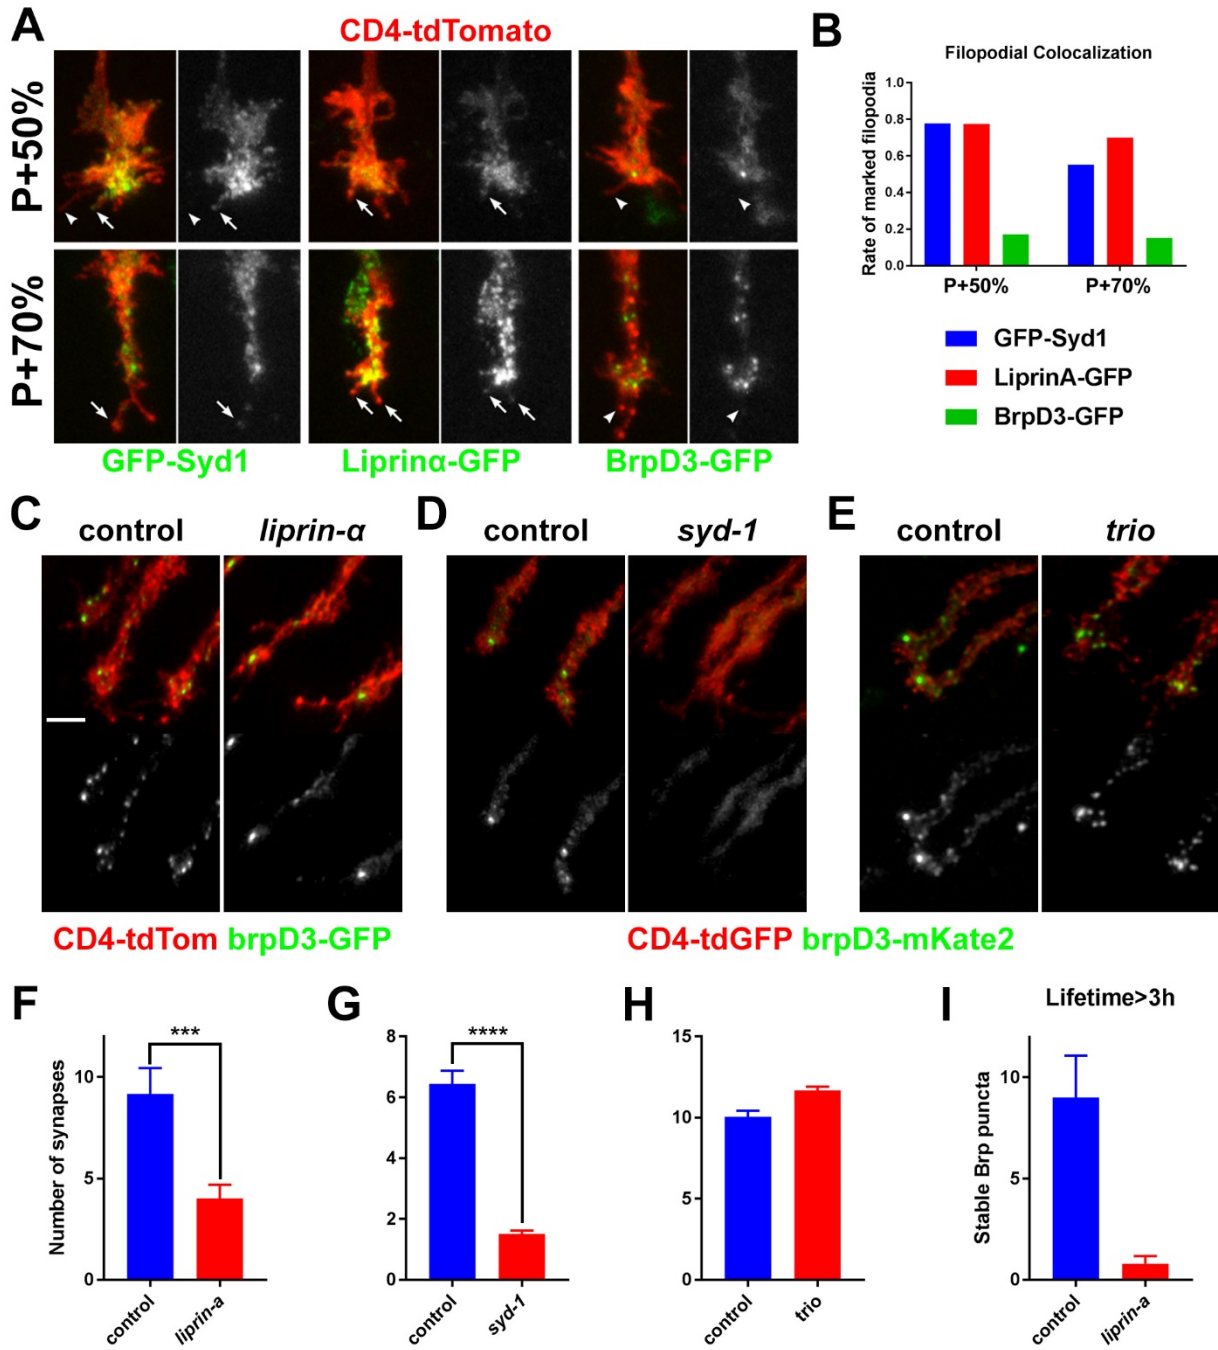 A
CD4-tdTomato
P+50%
P+70%
GFP-Syd1
Liprinα-GFP
BrpD3-GFP
B
Filopodial Colocalization
Rate of marked filopodia
1.0
0.8
0.6
0.4
0.2
0.0
P+50%
P+70%
GFP-Syd1
LiprinA-GFP
BrpD3-GFP
C
control
liprin-α
D
control
syd-1
E
control
trio
CD4-tdTom brpD3-GFP
CD4-tdGFP brpD3-mKate2
F
Number of synapses
10
5
0
***
control
liprin-a
G
8
6
4
2
0
****
control
syd-1
H
15
10
5
0
control
trio
I
Lifetime>3h
Stable Brp puncta
10
5
0
control
liprin-a